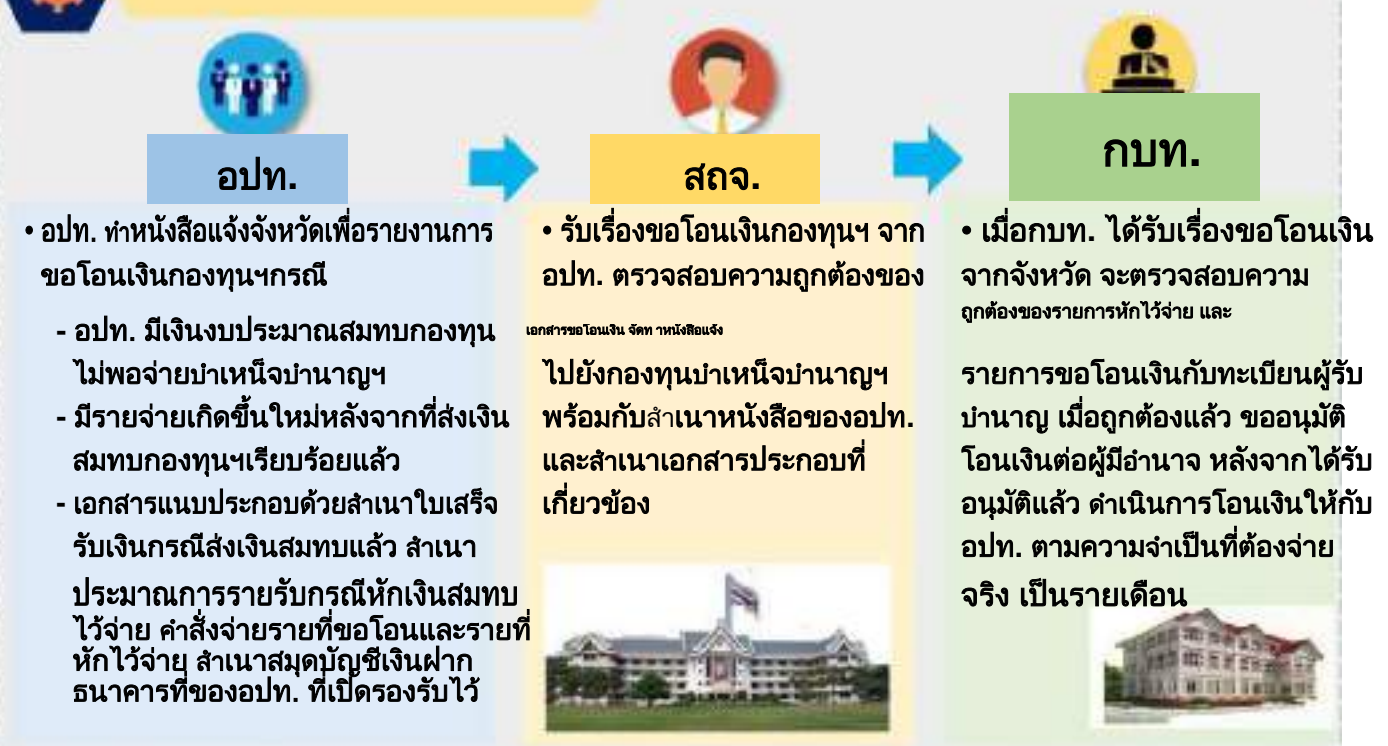 อปท.
• อปท. ทำหนังสือแจ้งจังหวัดเพื่อรายงานการ
ขอโอนเงินกองทุนฯกรณี
- อปท. มีเงินงบประมาณสมทบกองทุน
ไม่พอจ่ายบำเหน็จบำนาญฯ
- มีรายจ่ายเกิดขึ้นใหม่หลังจากที่ส่งเงิน
สมทบกองทุนฯเรียบร้อยแล้ว
- เอกสารแนบประกอบด้วยสำเนาใบเสร็จ
รับเงินกรณีส่งเงินสมทบแล้ว สำเนา
ประมาณการรายรับกรณีหักเงินสมทบ
ไว้จ่าย คำสั่งจ่ายรายที่ขอโอนและรายที่
หักไว้จ่าย สำเนาสมุดบัญชีเงินฝาก
ธนาคารที่ของอปท. ที่เปิดรองรับไว้
สถจ.
• รับเรื่องขอโอนเงินกองทุนฯ จาก
อปท. ตรวจสอบความถูกต้องของ
เอกสารขอโอนเงิน จัดท าหนังสือแจ้ง
ไปยังกองทุนบำเหน็จบำนาญฯ
พร้อมกับสำเนาหนังสือของอปท.
และสำเนาเอกสารประกอบที่
เกี่ยวข้อง
กบท.
• เมื่อกบท. ได้รับเรื่องขอโอนเงิน
จากจังหวัด จะตรวจสอบความ
ถูกต้องของรายการหักไว้จ่าย และ
รายการขอโอนเงินกับทะเบียนผู้รับ
บำนาญ เมื่อถูกต้องแล้ว ขออนุมัติ
โอนเงินต่อผู้มีอำนาจ หลังจากได้รับ
อนุมัติแล้ว ดำเนินการโอนเงินให้กับ
อปท. ตามความจำเป็นที่ต้องจ่าย
จริง เป็นรายเดือน